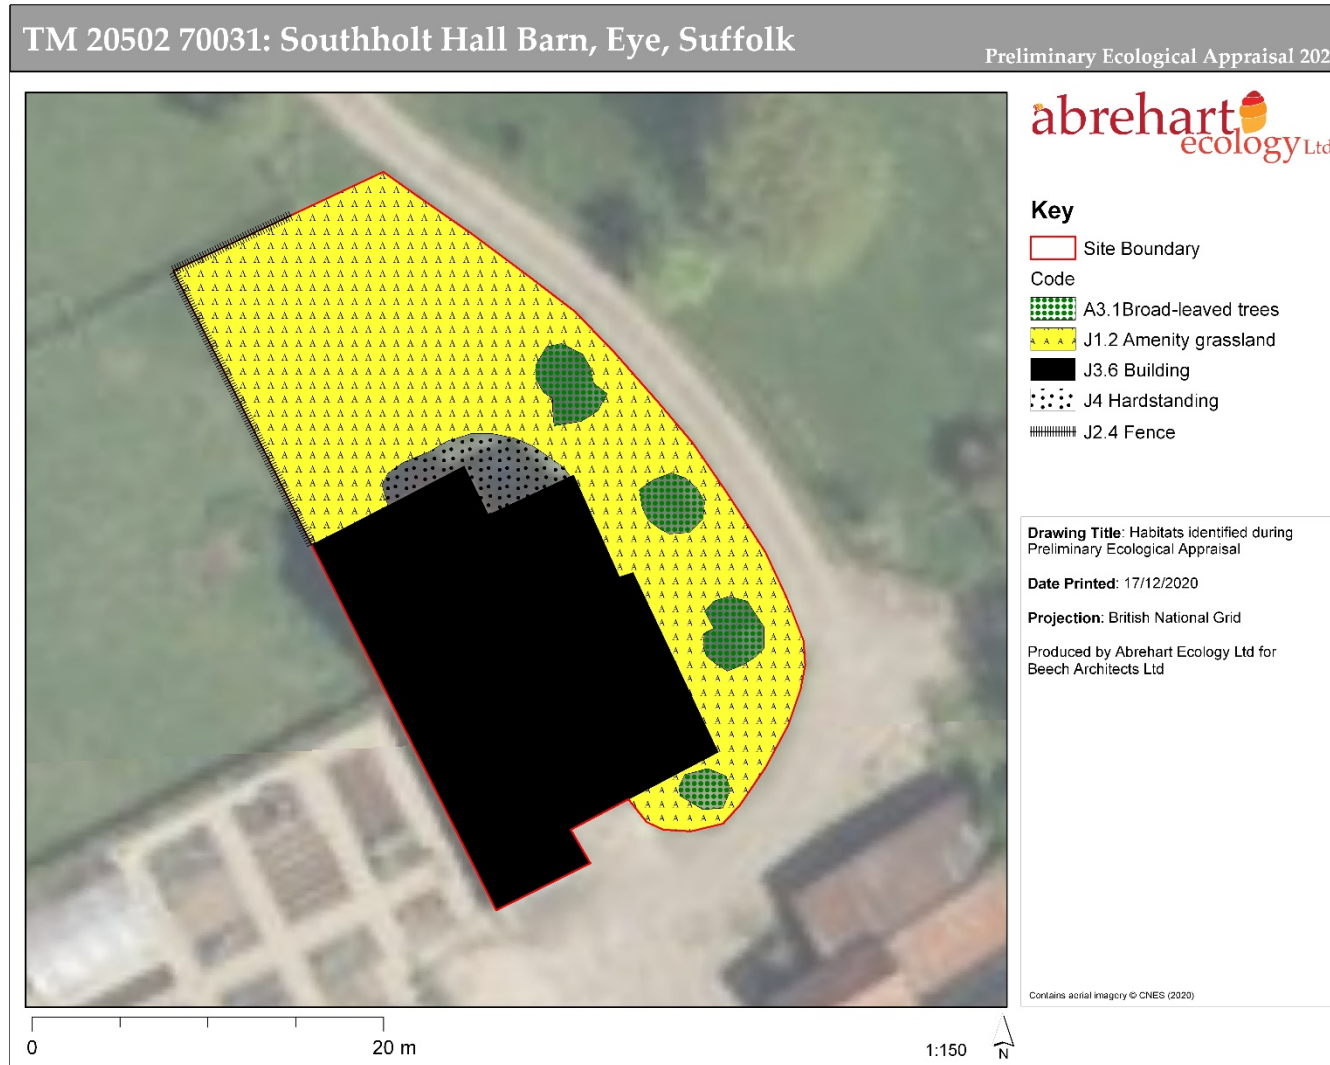 TM 20502 70031: Southholt Hall Barn, Eye, Suffolk
Preliminary Ecological Appraisal 202
abrehart
ecology Ltd
Key
Site Boundary
Code
A3.1Broad-leaved trees
J1.2 Amenity grassland
J3.6 Building
J4 Hardstanding
J2.4 Fence
Drawing Title: Habitats identified during
Preliminary Ecological Appraisal
Date Printed: 17/12/2020
Projection: British National Grid
Produced by Abrehart Ecology Ltd for
Beech Architects Ltd
Contains aerial imagery © CNES (2020)
0 20 m
1:150
N